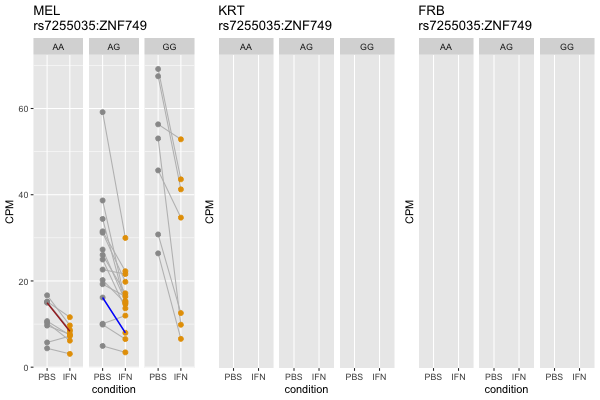 MEL
rs7255035:ZNF749
AA AG GG
CPM
60
40
20
0
PBS IFN PBS IFN PBS IFN
condition
KRT
rs7255035:ZNF749
AA AG GG
CPM
PBS IFN PBS IFN PBS IFN
condition
FRB
rs7255035:ZNF749
AA AG GG
CPM
PBS IFN PBS IFN PBS IFN
condition